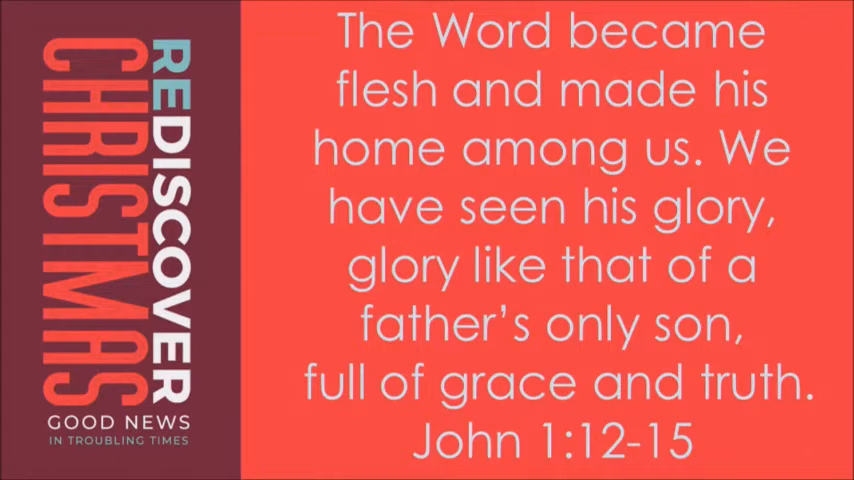 REDISCOVER
CHRISTMAS
GOOD NEWS
IN TROUBLING TIMES
The Word became
flesh and made his
home among us. We
have seen his glory,
glory like that of a
father’s only son,
full of grace and truth.
John 1:12-15